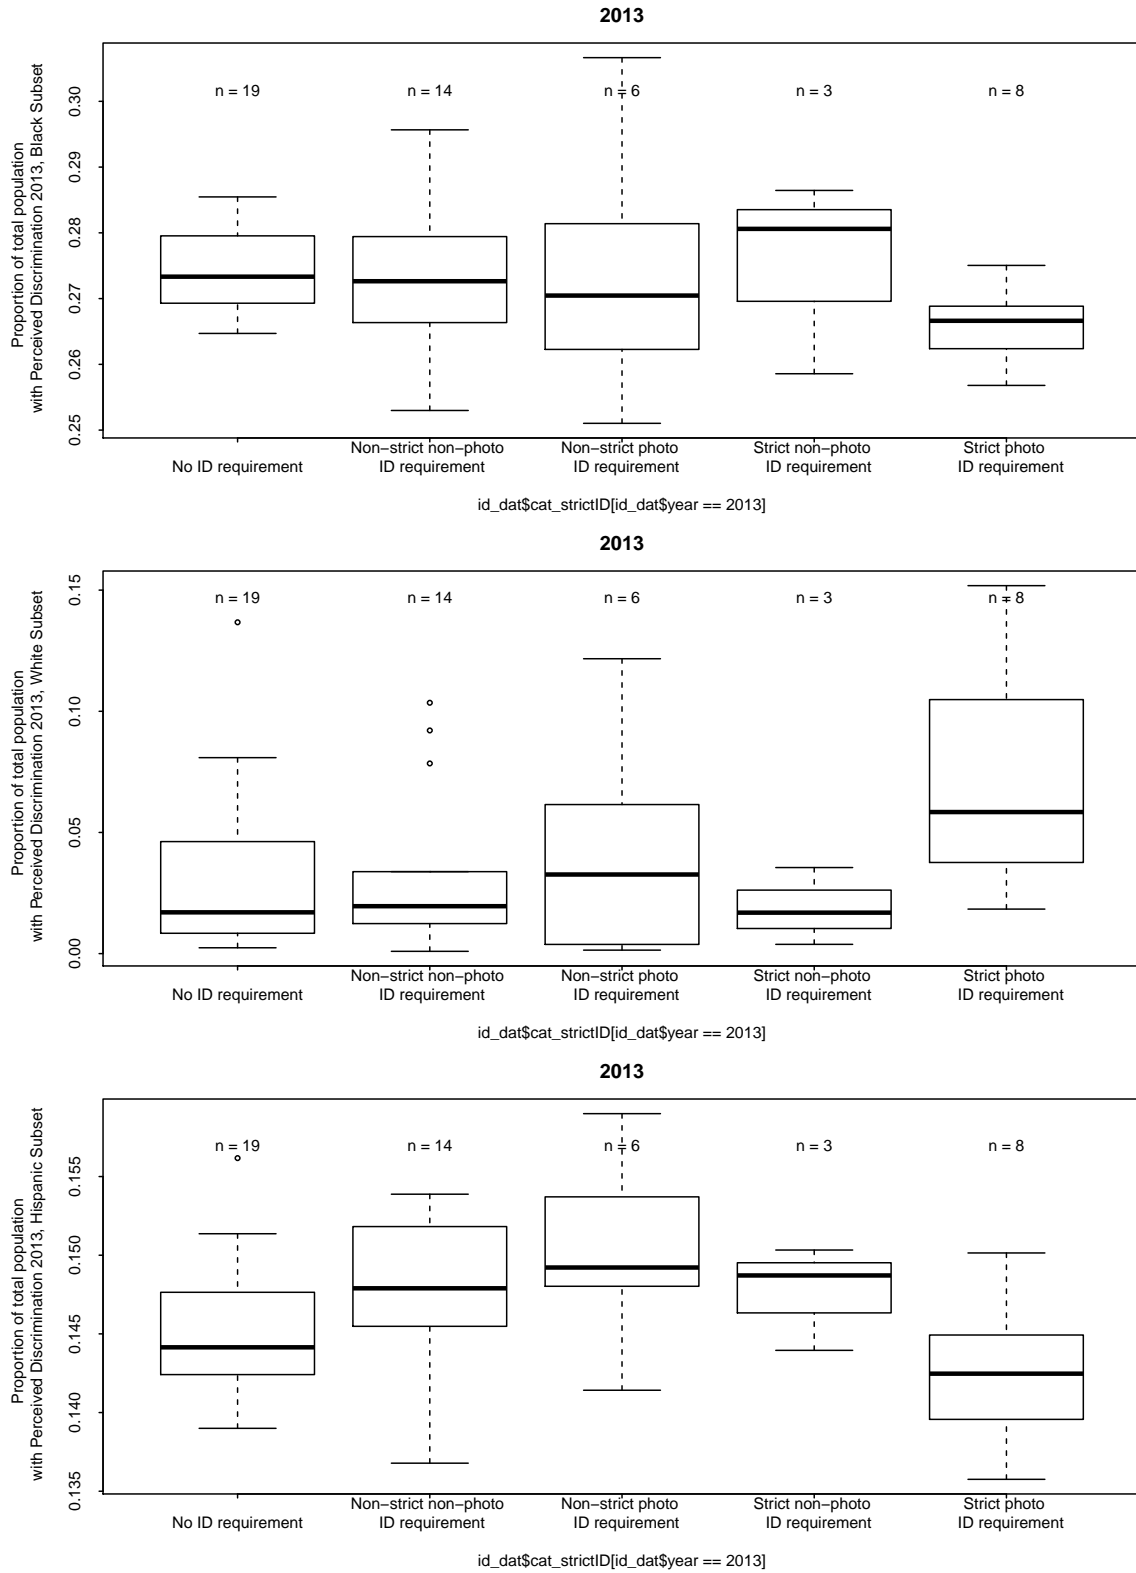 2013
Proportion of total population
with Perceived Discrimination 2013, Black Subset
0.30
0.29
0.28
0.27
0.26
0.25
n = 19
n = 14
n = 6
n = 3
n = 8
No ID requirement
Non−strict non−photo
ID requirement
Non−strict photo
ID requirement
Strict non−photo
ID requirement
Strict photo
ID requirement
id_dat$cat_strictID[id_dat$year == 2013]
2013
Proportion of total population
with Perceived Discrimination 2013, White Subset
0.15
0.10
0.05
0.00
n = 19
n = 14
n = 6
n = 3
n = 8
No ID requirement
Non−strict non−photo
ID requirement
Non−strict photo
ID requirement
Strict non−photo
ID requirement
Strict photo
ID requirement
id_dat$cat_strictID[id_dat$year == 2013]
2013
Proportion of total population
with Perceived Discrimination 2013, Hispanic Subset
0.155
0.150
0.145
0.140
0.135
n = 19
n = 14
n = 6
n = 3
n = 8
No ID requirement
Non−strict non−photo
ID requirement
Non−strict photo
ID requirement
Strict non−photo
ID requirement
Strict photo
ID requirement
id_dat$cat_strictID[id_dat$year == 2013]